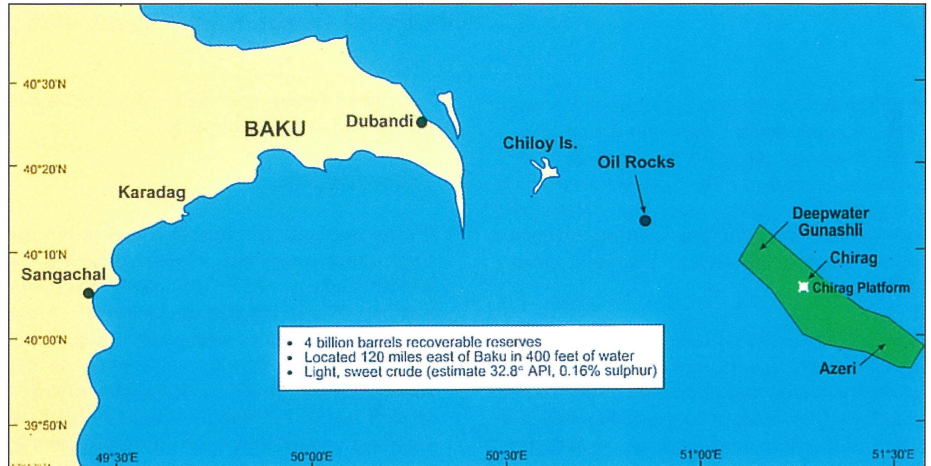 40°30'N
Dubandi
BAKU
Chiloy Is.
Oil Rocks
40°20'N
Karadag
Deepwater
Gunashli
40°10'N
Chirag
Sangachal
Chirag Platform
40°00'N
• 4 billion barrels recoverable reserves
• Located 120 miles east of Baku in 400 feet of water
• Light, sweet crude (estimate 32.8° API, 0.16% sulphur)
Azeri
39°50'N
49°30'E
50°00'E
50°30'E
51°00'E
51°30'E